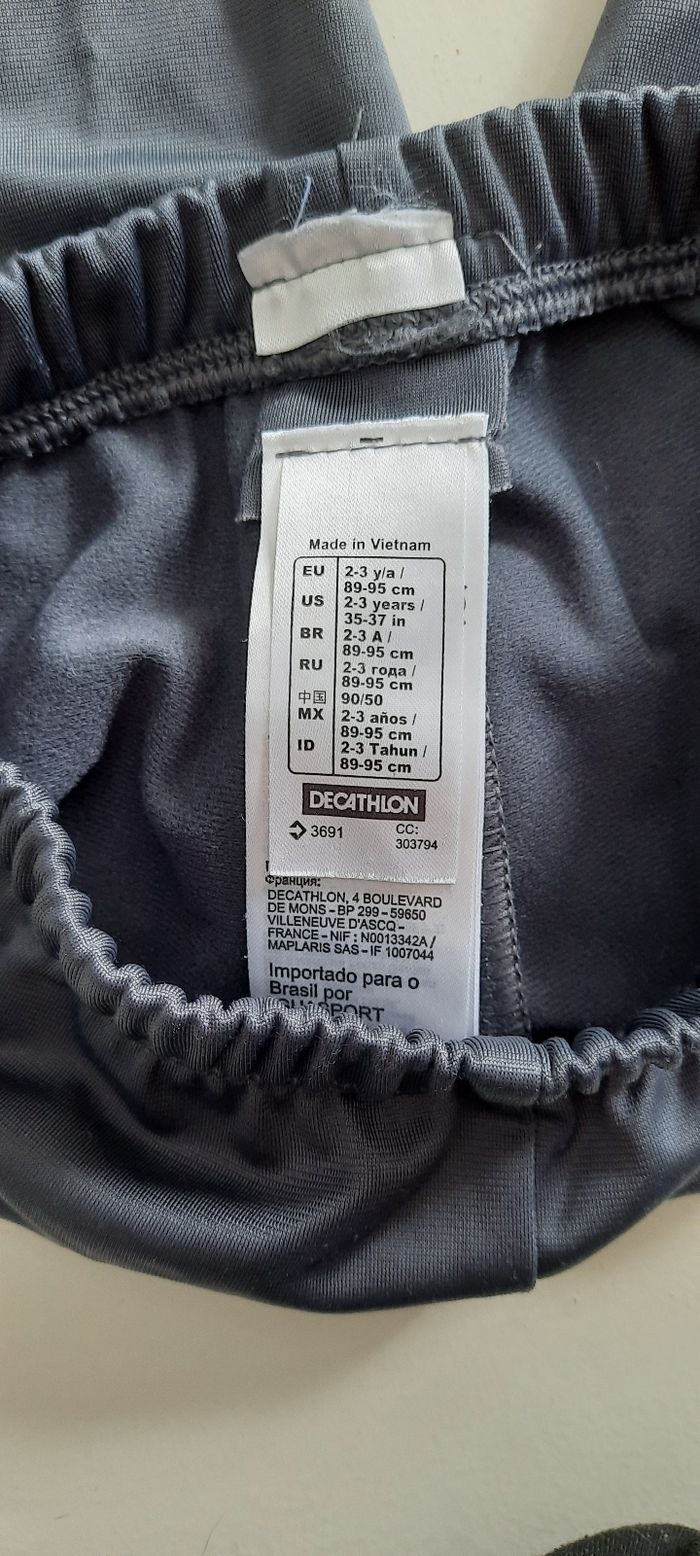 Made in Vietnam
EU 2-3 y/a /
89-95 cm
US 2-3 years /
35-37 in
BR 2-3 A /
89-95 cm
RU 2-3 года /
89-95 cm
中国 90/50
MX 2-3 años /
89-95 cm
ID 2-3 Tahun /
89-95 cm
DECATHLON
3691 CC:
303794
Франция:
DECATHLON, 4 BOULEVARD
DE MONS – BP 299 – 59650
VILLENEUVE D'ASCQ –
FRANCE – NIF : N0013342A /
MAPLARIS SAS – IF 1007044
Importado para o
Brasil por
SPORT